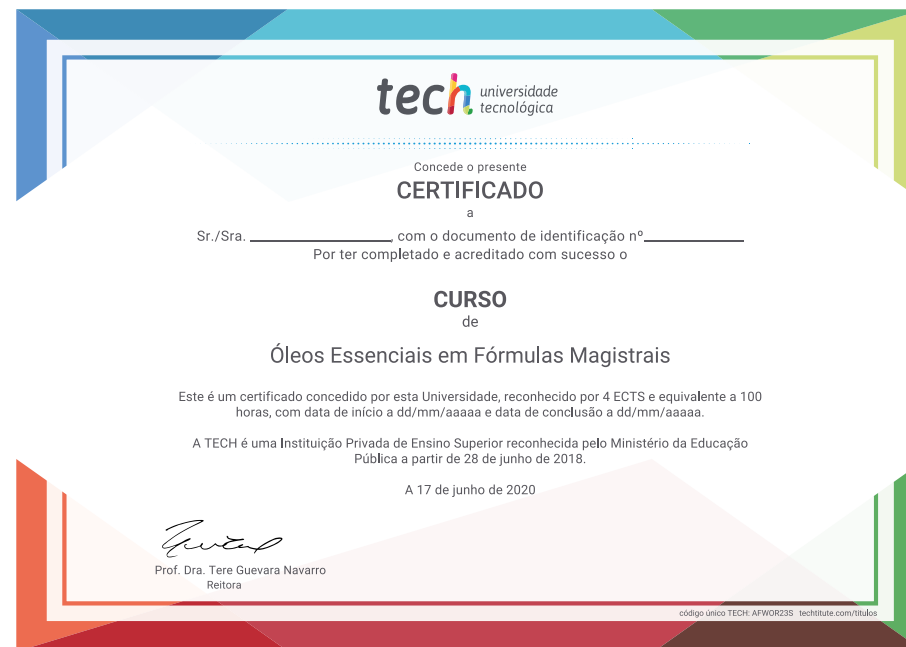 tech universidade
tecnológica
Concede o presente
CERTIFICADO
a
Sr./Sra. ____________________, com o documento de identificação nº______________
Por ter completado e acreditado com sucesso o
CURSO
de
Óleos Essenciais em Fórmulas Magistrais
Este é um certificado concedido por esta Universidade, reconhecido por 4 ECTS e equivalente a 100
horas, com data de início a dd/mm/aaaaa e data de conclusão a dd/mm/aaaaa.
A TECH é uma Instituição Privada de Ensino Superior reconhecida pelo Ministério da Educação
Pública a partir de 28 de junho de 2018.
A 17 de junho de 2020
Prof. Dra. Tere Guevara Navarro
Reitora
código único TECH: AFWOR23S techtitute.com/titulos